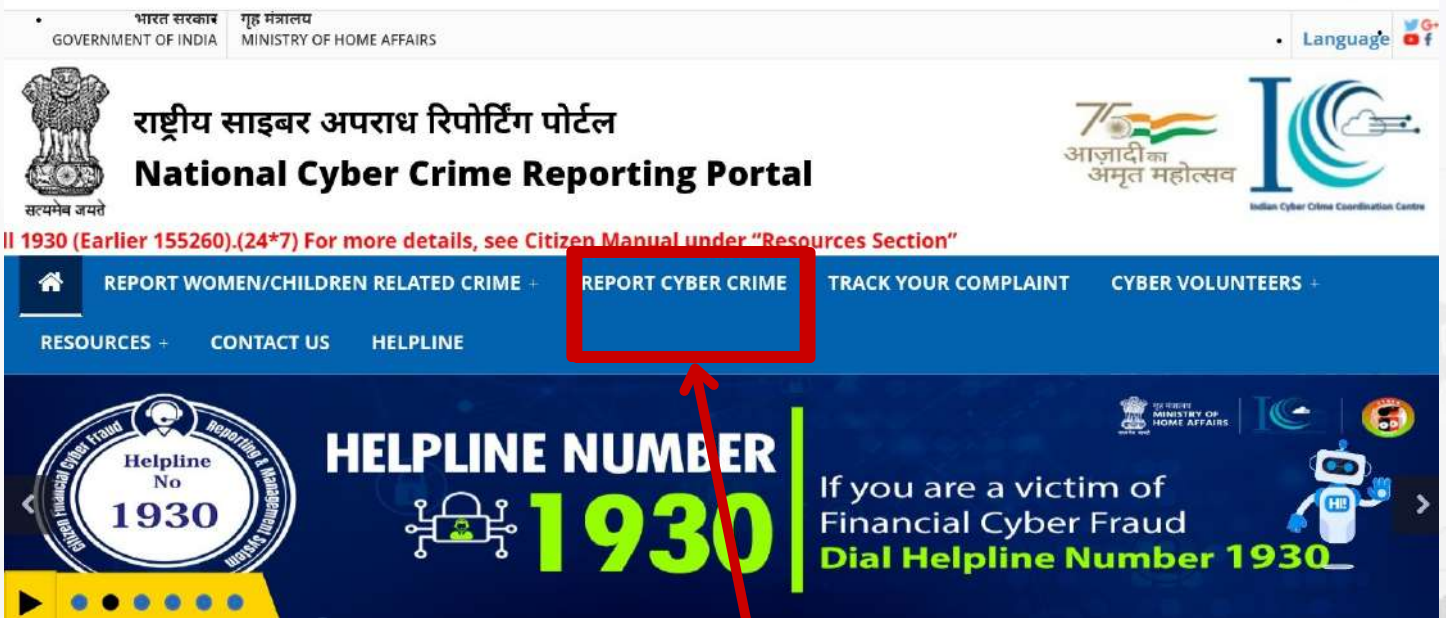 भारत सरकार गृह मंत्रालय
GOVERNMENT OF INDIA MINISTRY OF HOME AFFAIRS
Language
राष्ट्रीय साइबर अपराध रिपोर्टिंग पोर्टल
National Cyber Crime Reporting Portal
सत्यमेव जयते
75
आज़ादी का
अमृत महोत्सव
Indian Cyber Crime Coordination Centre
ll 1930 (Earlier 155260).(24*7) For more details, see Citizen Manual under “Resources Section”
REPORT WOMEN/CHILDREN RELATED CRIME + REPORT CYBER CRIME TRACK YOUR COMPLAINT CYBER VOLUNTEERS +
RESOURCES + CONTACT US HELPLINE
Citizen Financial Cyber Fraud Reporting & Management System
Helpline
No
1930
HELPLINE NUMBER
1930
गृह मंत्रालय
MINISTRY OF
HOME AFFAIRS
If you are a victim of
Financial Cyber Fraud
Dial Helpline Number 1930
HI!